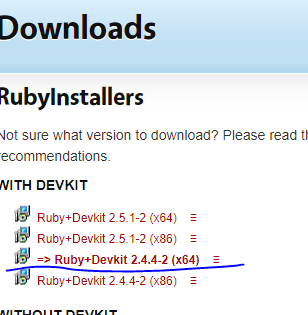 Downloads
RubyInstallers
Not sure what version to download? Please read
recommendations.
WITH DEVKIT
Ruby+Devkit 2.5.1-2 (x64) ≡
Ruby+Devkit 2.5.1-2 (x86) ≡
=> Ruby+Devkit 2.4.4-2 (x64) ≡
Ruby+Devkit 2.4.4-2 (x86) ≡
WITHOUT DEVKIT